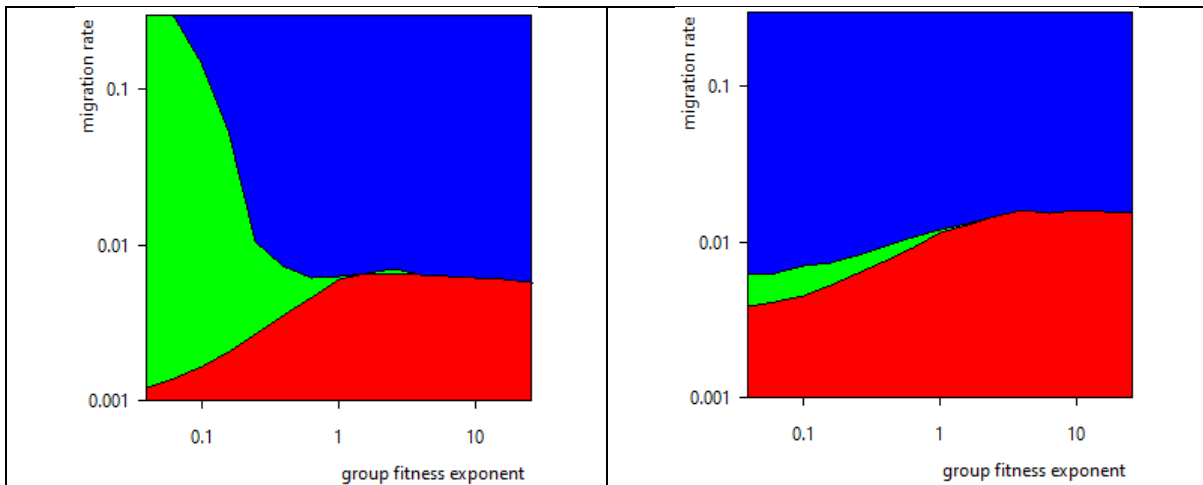 migration rate
0.1
0.01
0.001
0.1 1 10
group fitness exponent
migration rate
0.1
0.01
0.001
0.1 1 10
group fitness exponent